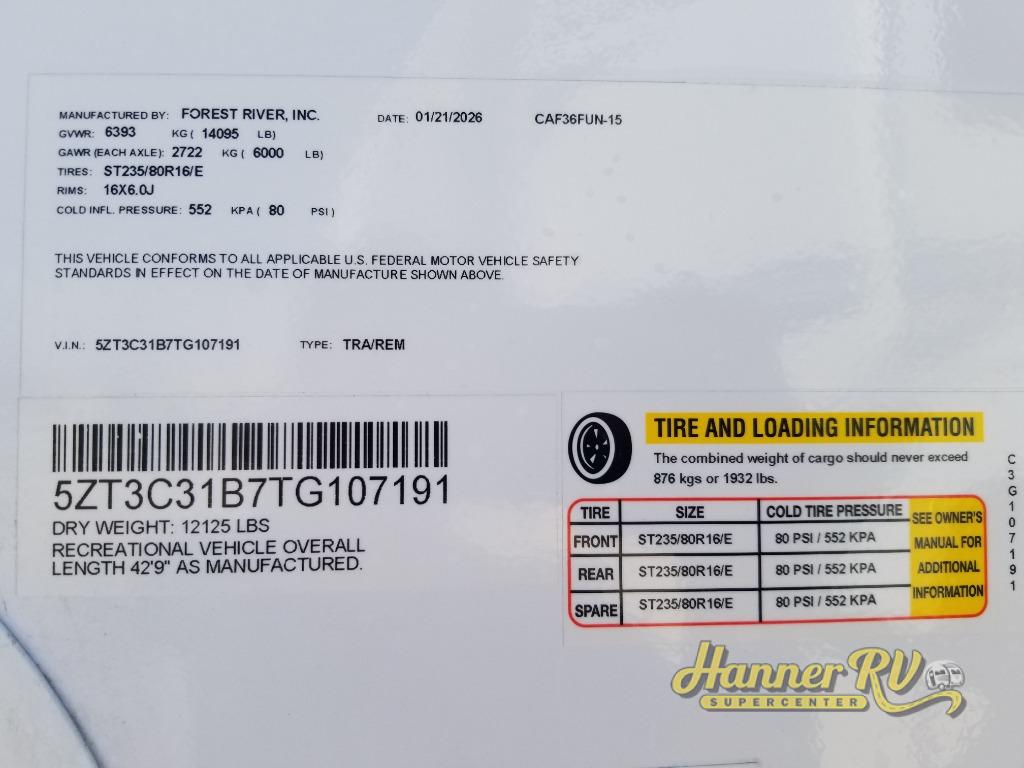 MANUFACTURED BY: FOREST RIVER, INC. DATE: 01/21/2026 CAF36FUN-15
GVWR: 6393 KG ( 14095 LB)
GAWR (EACH AXLE): 2722 KG ( 6000 LB)
TIRES: ST235/80R16/E
RIMS: 16X6.0J
COLD INFL. PRESSURE: 552 KPA ( 80 PSI )
THIS VEHICLE CONFORMS TO ALL APPLICABLE U.S. FEDERAL MOTOR VEHICLE SAFETY
STANDARDS IN EFFECT ON THE DATE OF MANUFACTURE SHOWN ABOVE.
V.I.N.: 5ZT3C31B7TG107191 TYPE: TRA/REM
5ZT3C31B7TG107191
DRY WEIGHT: 12125 LBS
RECREATIONAL VEHICLE OVERALL
LENGTH 42'9" AS MANUFACTURED.
TIRE AND LOADING INFORMATION
The combined weight of cargo should never exceed
876 kgs or 1932 lbs.
TIRE SIZE COLD TIRE PRESSURE
FRONT ST235/80R16/E 80 PSI / 552 KPA
REAR ST235/80R16/E 80 PSI / 552 KPA
SPARE ST235/80R16/E 80 PSI / 552 KPA
SEE OWNER'S
MANUAL FOR
ADDITIONAL
INFORMATION
C3G107191
Hanner RV
SUPERCENTER